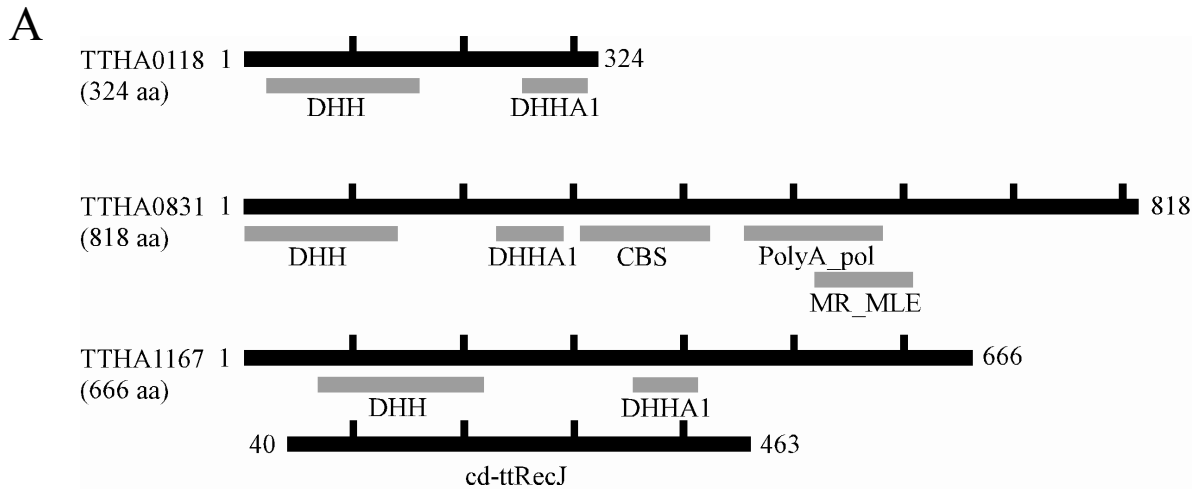 A
TTHA0118 1 324
(324 aa)
DHH DHHA1
TTHA0831 1 818
(818 aa)
DHH DHHA1 CBS PolyA_pol
MR_MLE
TTHA1167 1 666
(666 aa)
DHH DHHA1
40 463
cd-ttRecJ